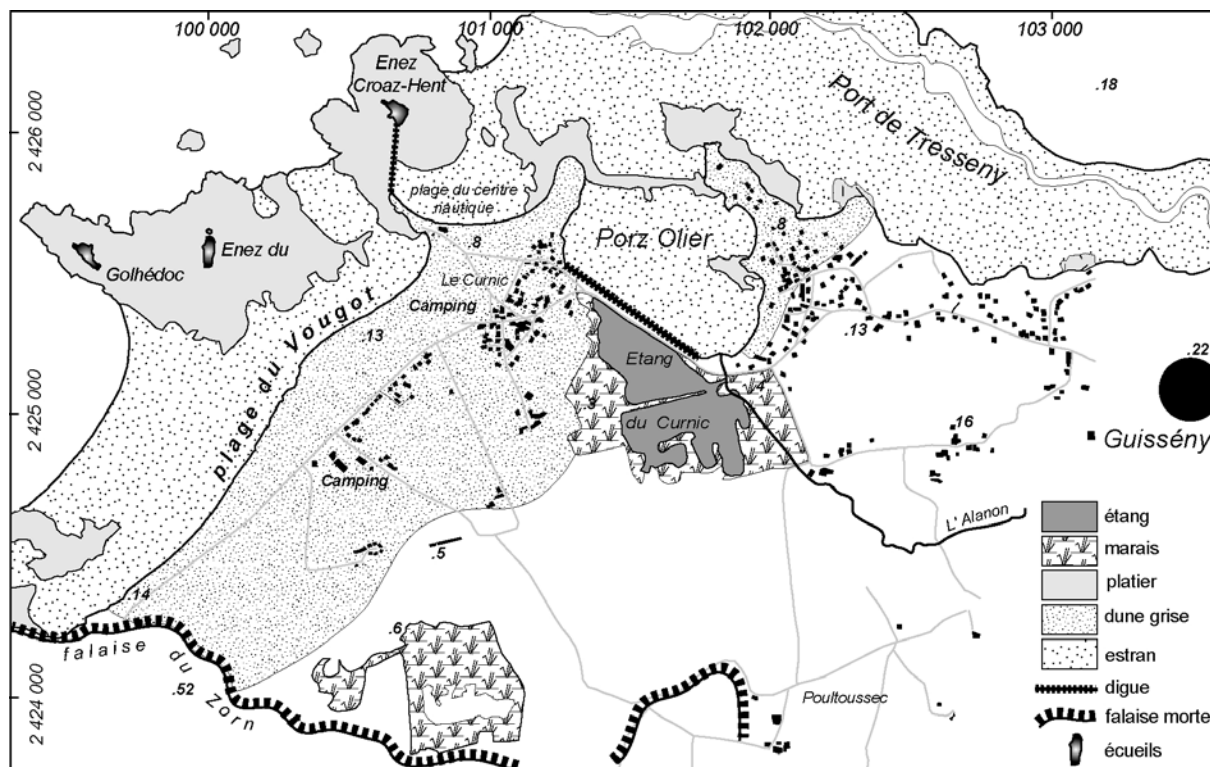 100 000
101 000
102 000
103 000
2 426 000
2 425 000
2 424 000
Enez
Croaz-Hent
.18
Port de Tresseny
plage du centre
nautique
8
8
Porz Olier
Enez du
Golhédoc
Le Curnic
Camping
plage du Vougot
.13
.13
Etang
du Curnic
.3
.4
.22
16
Guissény
Camping
L' Alanon
.5
.14
.6
falaise du Zorn
.52
Poultoussec
étang
marais
platier
dune grise
estran
digue
falaise morte
écueils